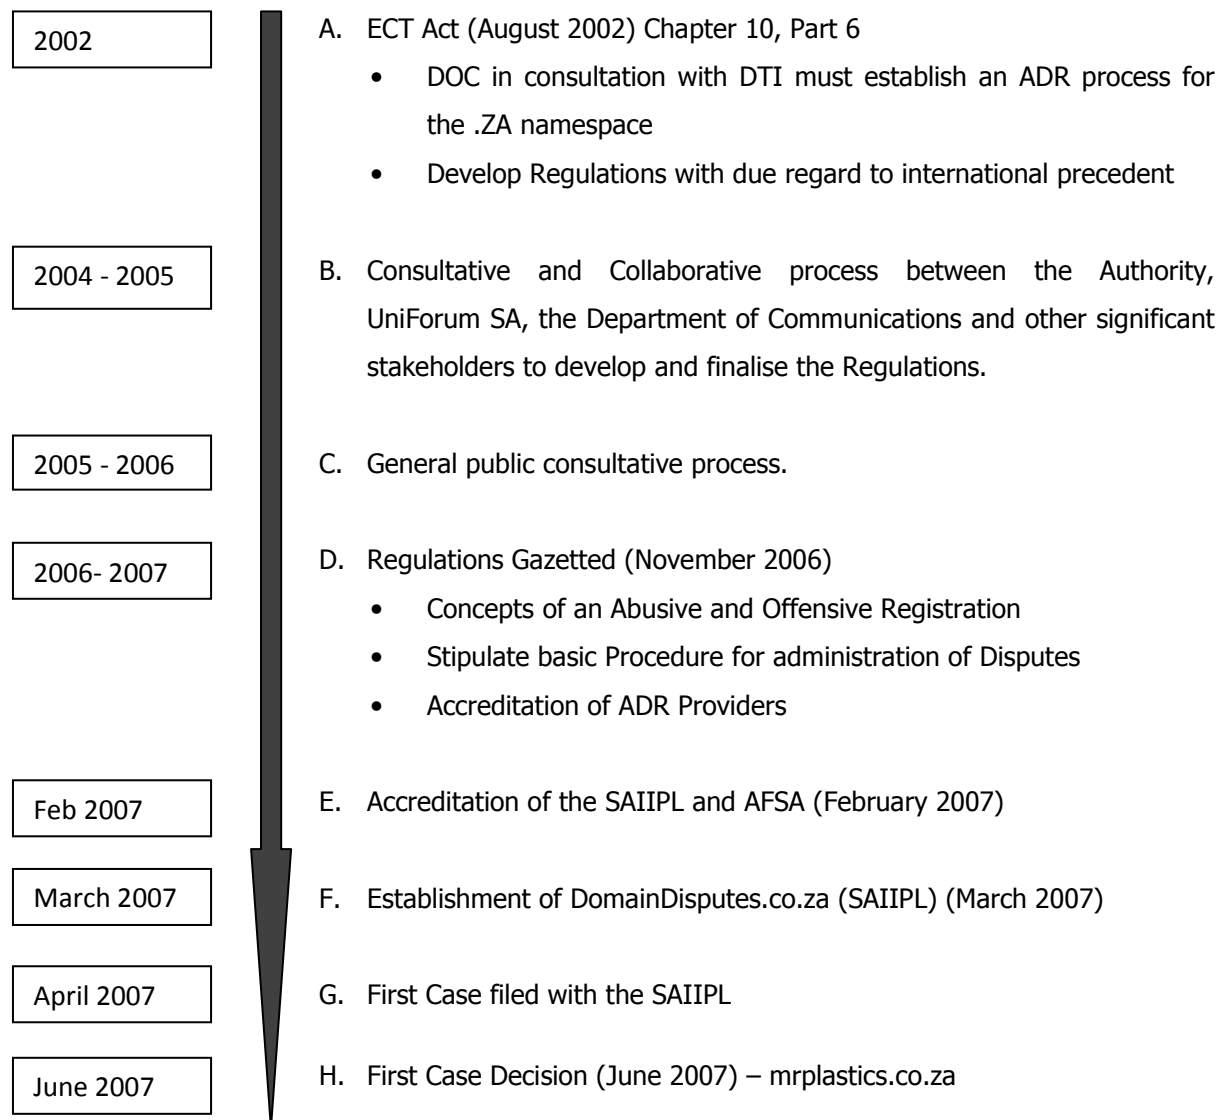 2002
A. ECT Act (August 2002) Chapter 10, Part 6
• DOC in consultation with DTI must establish an ADR process for
the .ZA namespace
• Develop Regulations with due regard to international precedent
2004 - 2005
B. Consultative and Collaborative process between the Authority,
UniForum SA, the Department of Communications and other significant
stakeholders to develop and finalise the Regulations.
2005 - 2006
C. General public consultative process.
2006- 2007
D. Regulations Gazetted (November 2006)
• Concepts of an Abusive and Offensive Registration
• Stipulate basic Procedure for administration of Disputes
• Accreditation of ADR Providers
Feb 2007
E. Accreditation of the SAIIPL and AFSA (February 2007)
March 2007
F. Establishment of DomainDisputes.co.za (SAIIPL) (March 2007)
April 2007
G. First Case filed with the SAIIPL
June 2007
H. First Case Decision (June 2007) – mrplastics.co.za